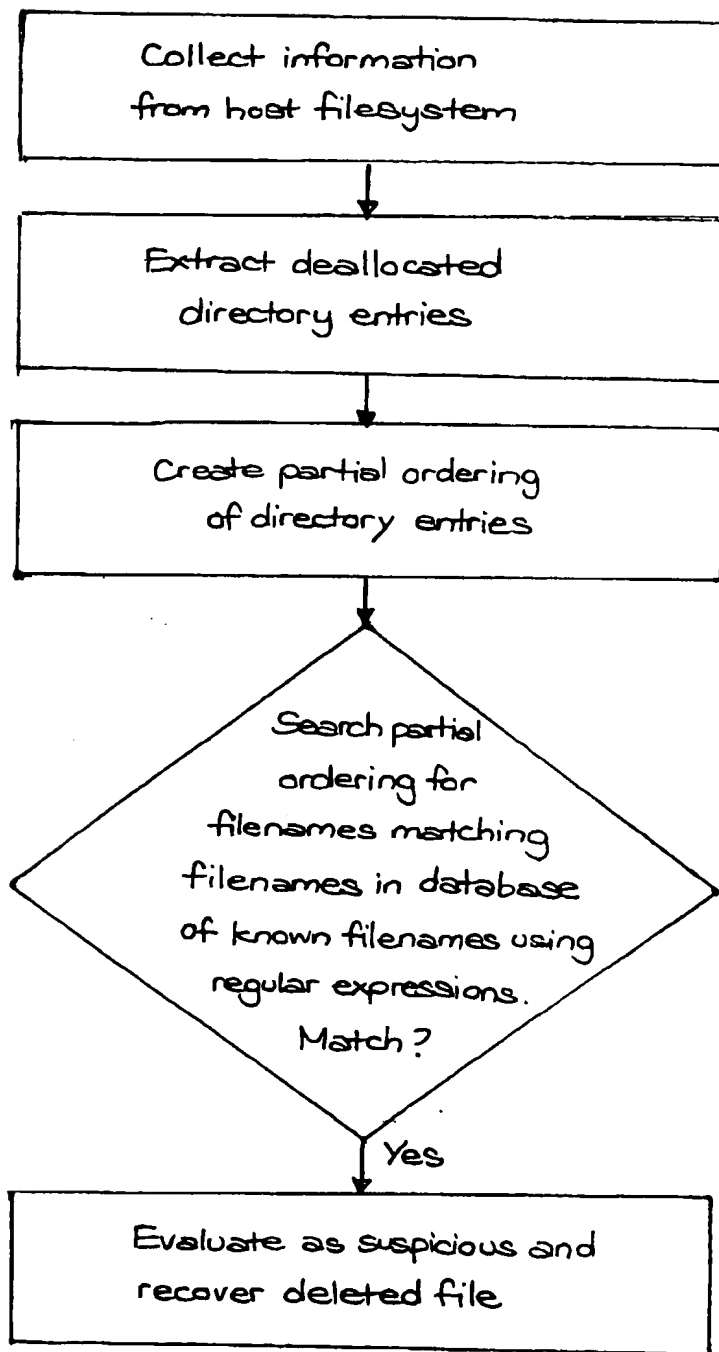 Collect information
from host filesystem
Extract deallocated
directory entries
Create partial ordering
of directory entries
Search partial
ordering for
filenames matching
filenames in database
of known filenames using
regular expressions.
Match?
Yes
Evaluate as suspicious and
recover deleted file